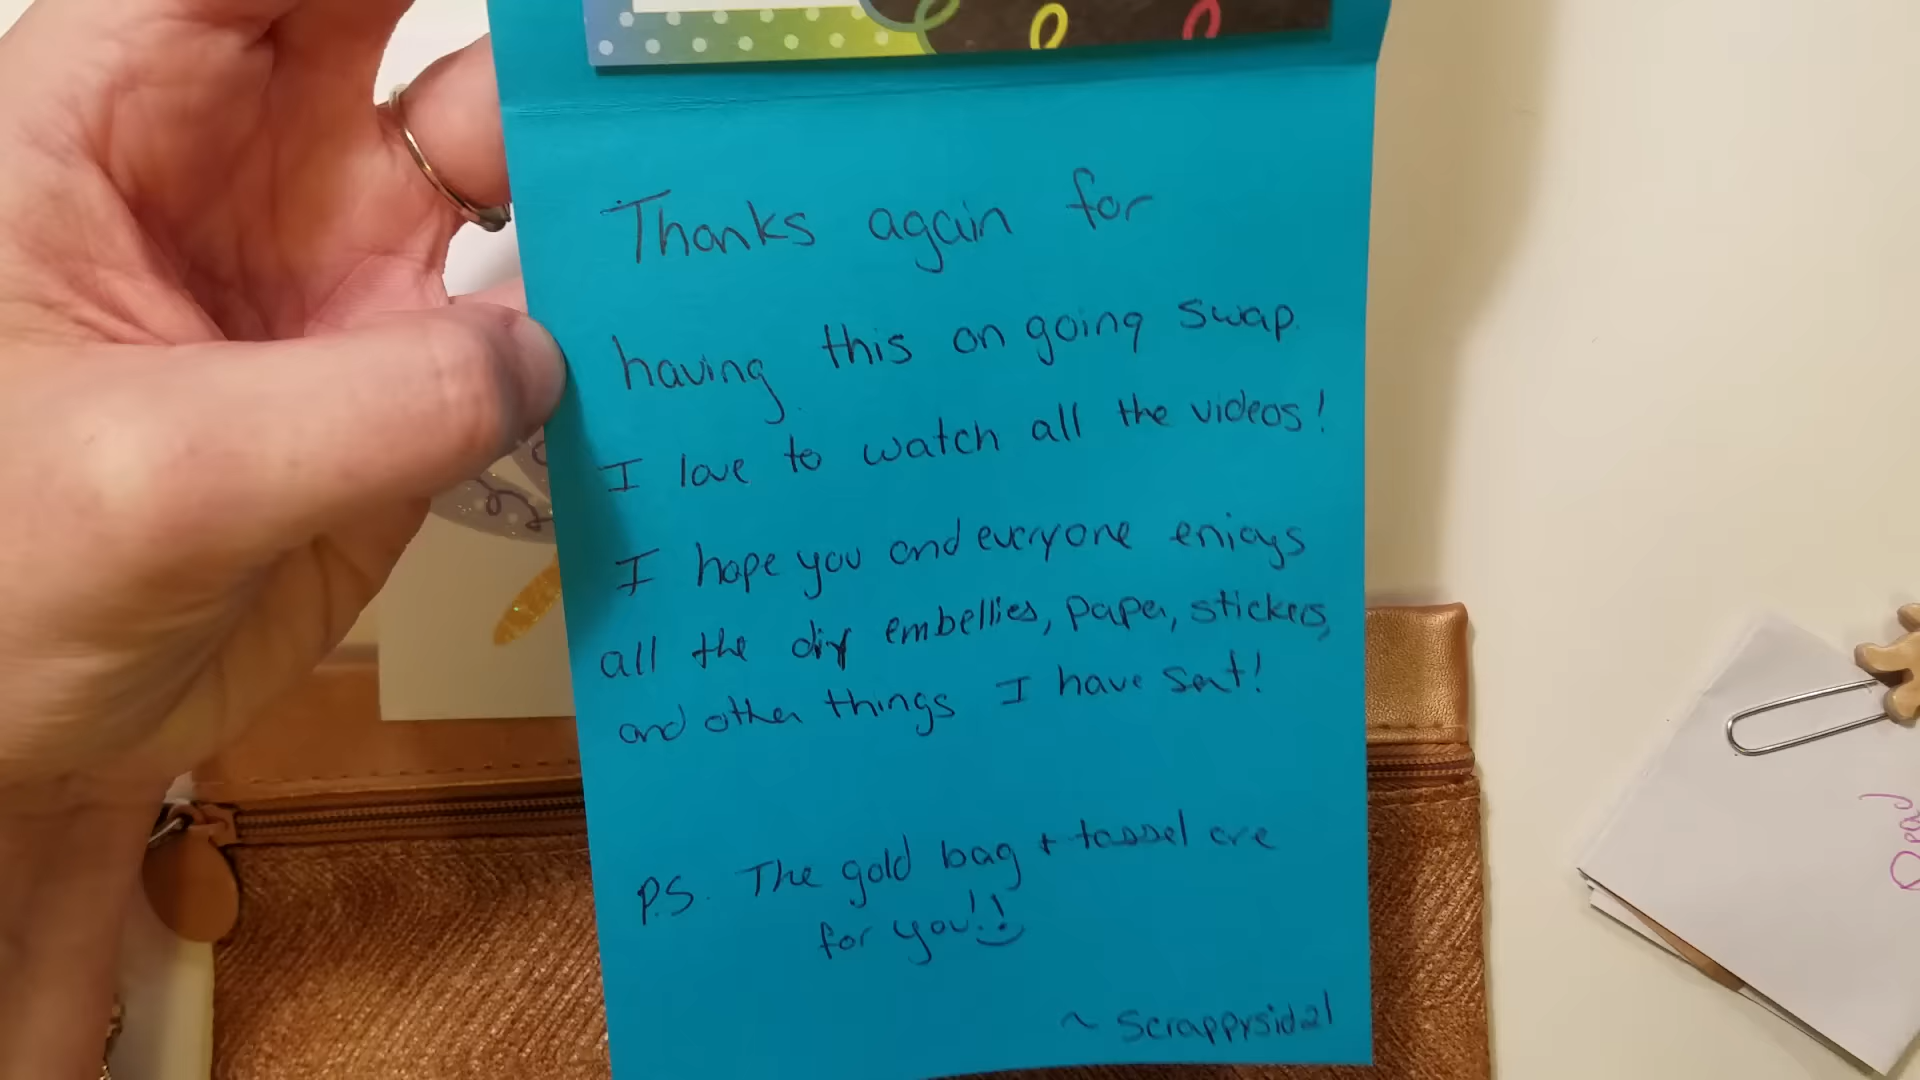 Thanks again for
having this on going swap.
I love to watch all the videos!
I hope you and everyone enjoys
all the diy embellies, paper, stickers,
and other things I have sent!
P.S. The gold bag + tassel are
for you!!
~ Scrappysid21
Read